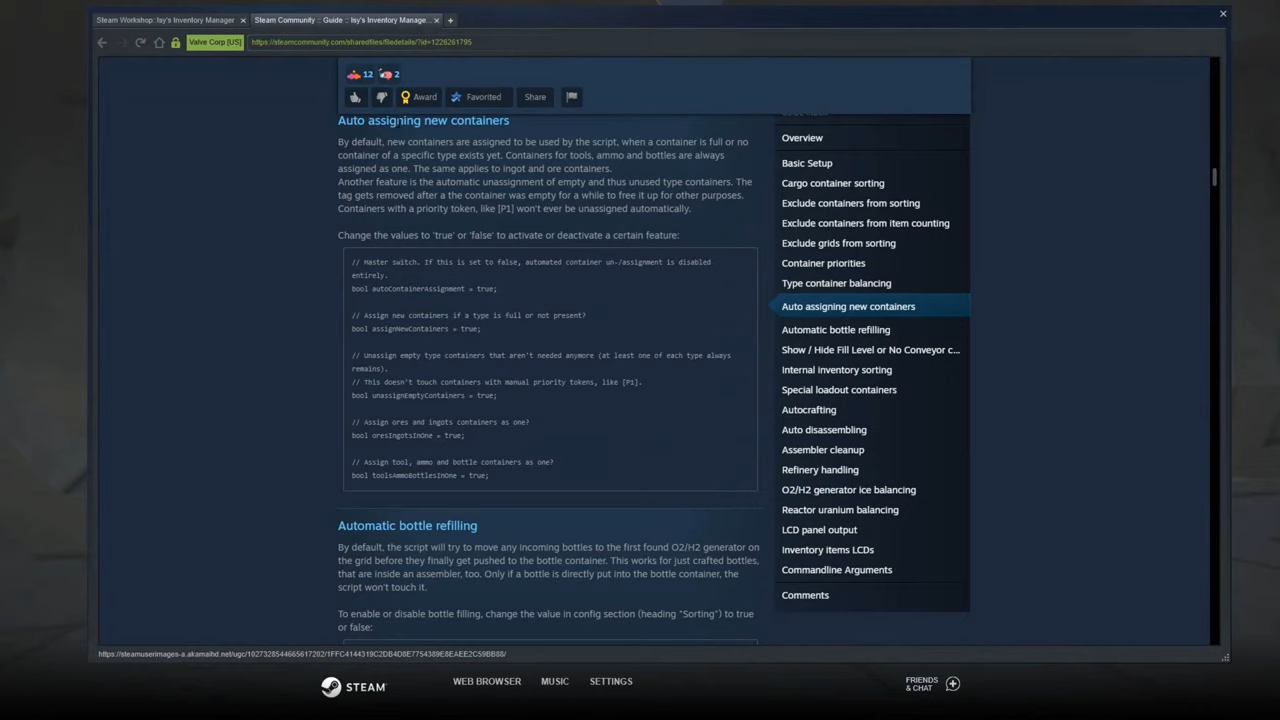 Steam Workshop::Isy's Inventory Manager x
Steam Community :: Guide :: Isy's Inventory Manage... x
Valve Corp [US]
https://steamcommunity.com/sharedfiles/filedetails/?id=1226261795
12 2
Award
Favorited
Share
Auto assigning new containers
By default, new containers are assigned to be used by the script, when a container is full or no
container of a specific type exists yet. Containers for tools, ammo and bottles are always
assigned as one. The same applies to ingot and ore containers.
Another feature is the automatic unassignment of empty and thus unused type containers. The
tag gets removed after a the container was empty for a while to free it up for other purposes.
Containers with a priority token, like [P1] won't ever be unassigned automatically.
Change the values to 'true' or 'false' to activate or deactivate a certain feature:
// Master switch. If this is set to false, automated container un-/assignment is disabled
entirely.
bool autoContainerAssignment = true;
// Assign new containers if a type is full or not present?
bool assignNewContainers = true;
// Unassign empty type containers that aren't needed anymore (at least one of each type always
remains).
// This doesn't touch containers with manual priority tokens, like [P1].
bool unassignEmptyContainers = true;
// Assign ores and ingots containers as one?
bool oresIngotsInOne = true;
// Assign tool, ammo and bottle containers as one?
bool toolsAmmoBottlesInOne = true;
Automatic bottle refilling
By default, the script will try to move any incoming bottles to the first found O2/H2 generator on
the grid before they finally get pushed to the bottle container. This works for just crafted bottles,
that are inside an assembler, too. Only if a bottle is directly put into the bottle container, the
script won't touch it.
To enable or disable bottle filling, change the value in config section (heading "Sorting") to true
or false:
Overview
Basic Setup
Cargo container sorting
Exclude containers from sorting
Exclude containers from item counting
Exclude grids from sorting
Container priorities
Type container balancing
Auto assigning new containers
Automatic bottle refilling
Show / Hide Fill Level or No Conveyor c...
Internal inventory sorting
Special loadout containers
Autocrafting
Auto disassembling
Assembler cleanup
Refinery handling
O2/H2 generator ice balancing
Reactor uranium balancing
LCD panel output
Inventory items LCDs
Commandline Arguments
Comments
https://steamuserimages-a.akamaihd.net/ugc/1027328544665617202/1FFC4144319C2DB4D8E7754389E8EAEE2C59BB88/
STEAM
WEB BROWSER
MUSIC
SETTINGS
FRIENDS
& CHAT